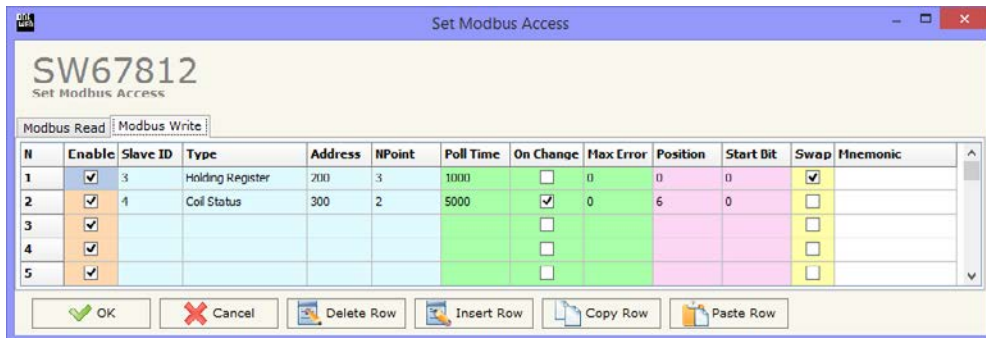 Set Modbus Access
SW67812
Set Modbus Access
Modbus Read Modbus Write
N Enable Slave ID Type Address NPoint Poll Time On Change Max Error Position Start Bit Swap Mnemonic
1 3 Holding Register 200 3 1000 0 0 0
2 4 Coil Status 300 2 5000 0 6 0
3
4
5
OK Cancel Delete Row Insert Row Copy Row Paste Row